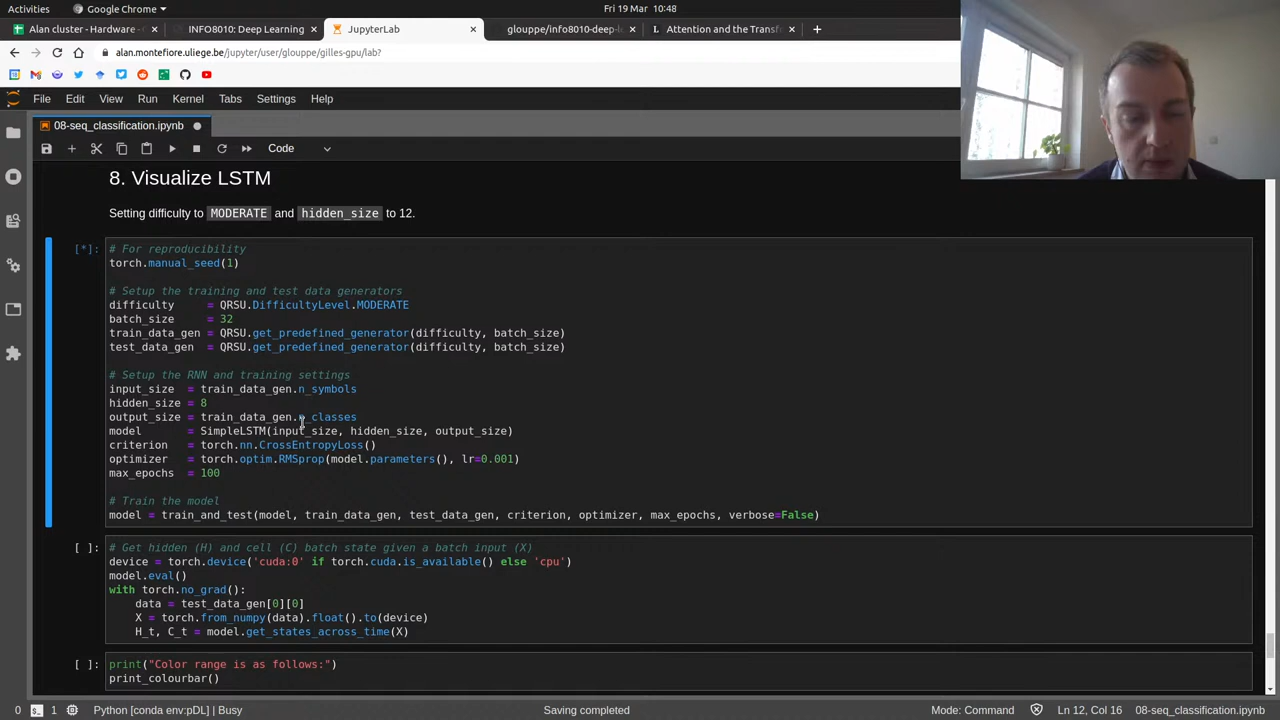 Activities
Google Chrome
Fri 19 Mar 10:48
Alan cluster - Hardware - G
INFO8010: Deep Learning
JupyterLab
glouppe/info8010-deep-le
Attention and the Transfo
alan.montefiore.uliege.be/jupyter/user/glouppe/gilles-gpu/lab?
File Edit View Run Kernel Tabs Settings Help
08-seq_classification.ipynb
Code
8. Visualize LSTM
Setting difficulty to MODERATE and hidden_size to 12.
[*]:
# For reproducibility
torch.manual_seed(1)
# Setup the training and test data generators
difficulty = QRSU.DifficultyLevel.MODERATE
batch_size = 32
train_data_gen = QRSU.get_predefined_generator(difficulty, batch_size)
test_data_gen = QRSU.get_predefined_generator(difficulty, batch_size)
# Setup the RNN and training settings
input_size = train_data_gen.n_symbols
hidden_size = 8
output_size = train_data_gen.n_classes
model = SimpleLSTM(input_size, hidden_size, output_size)
criterion = torch.nn.CrossEntropyLoss()
optimizer = torch.optim.RMSprop(model.parameters(), lr=0.001)
max_epochs = 100
# Train the model
model = train_and_test(model, train_data_gen, test_data_gen, criterion, optimizer, max_epochs, verbose=False)
[ ]:
# Get hidden (H) and cell (C) batch state given a batch input (X)
device = torch.device('cuda:0' if torch.cuda.is_available() else 'cpu')
model.eval()
with torch.no_grad():
data = test_data_gen[0][0]
X = torch.from_numpy(data).float().to(device)
H_t, C_t = model.get_states_across_time(X)
[ ]:
print("Color range is as follows:")
print_colourbar()
0 1 Python [conda env:pDL] | Busy
Saving completed
Mode: Command
Ln 12, Col 16
08-seq_classification.ipynb